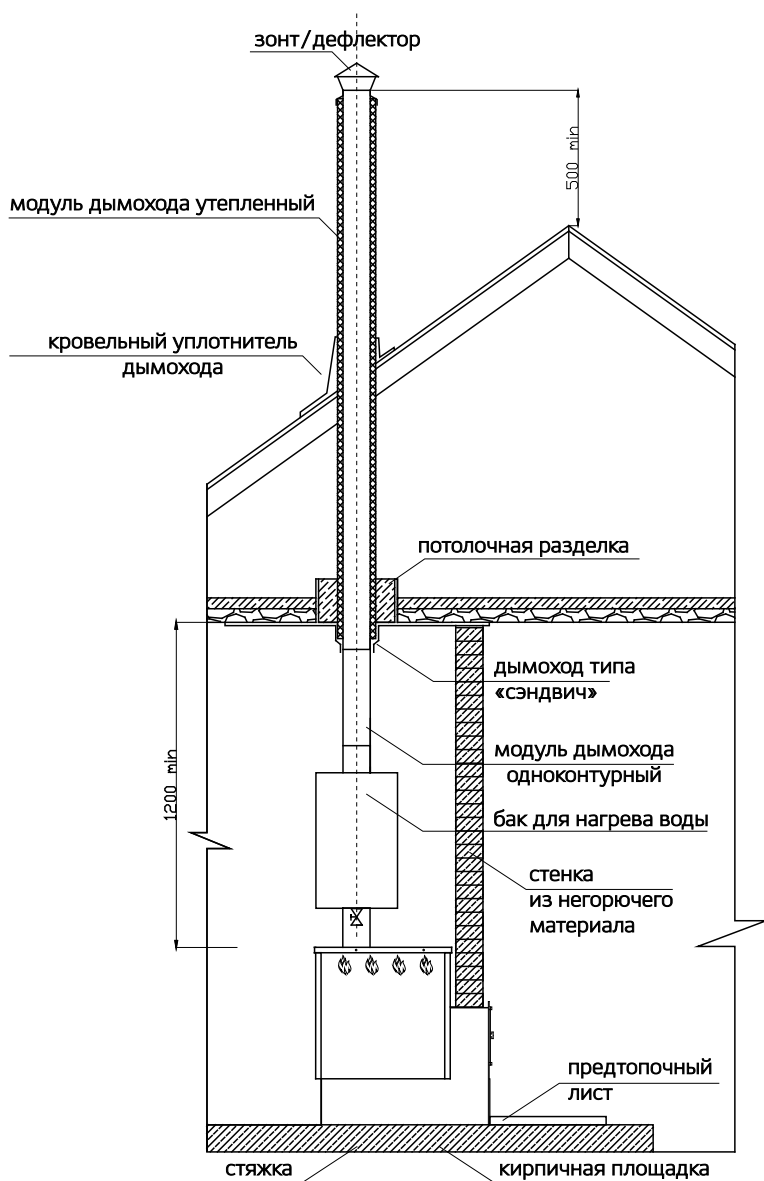 зонт/дефлектор
500 min
модуль дымохода утепленный
кровельный уплотнитель
дымохода
потолочная разделка
дымоход типа
«сэндвич»
модуль дымохода
одноконтурный
1200 min
бак для нагрева воды
стенка
из негорючего
материала
предтопочный
лист
стяжка
кирпичная площадка